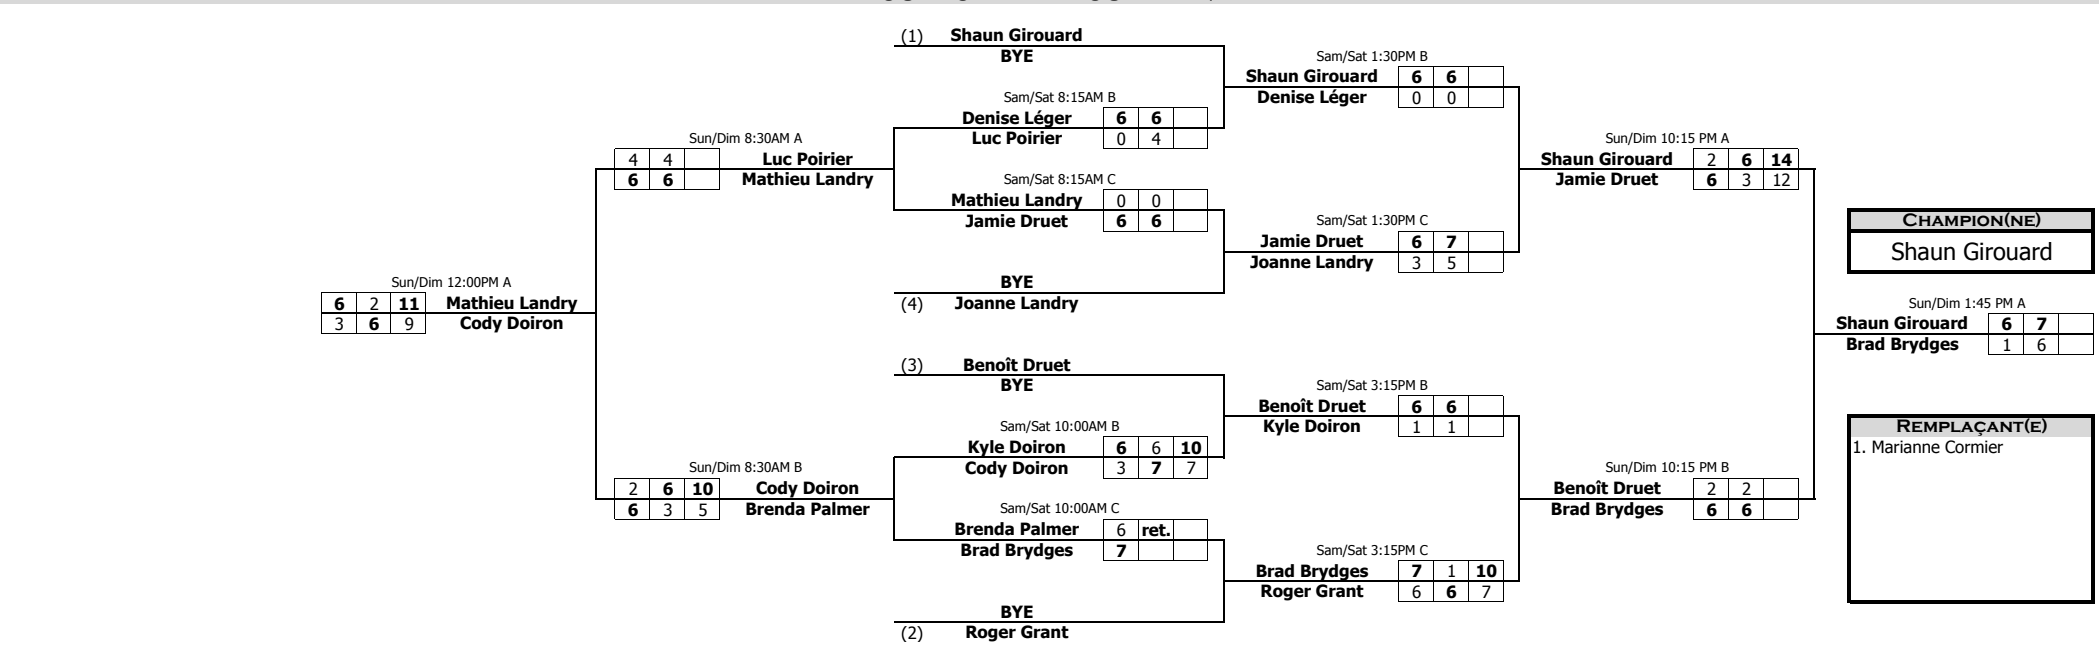 (1) Shaun Girouard
BYE
Sam/Sat 8:15AM B
Denise Léger 6 6
Luc Poirier 0 4
Sam/Sat 8:15AM C
Mathieu Landry 0 0
Jamie Druet 6 6
BYE
(4) Joanne Landry
(3) Benoît Druet
BYE
Sam/Sat 10:00AM B
Kyle Doiron 6 6 10
Cody Doiron 3 7 7
Sam/Sat 10:00AM C
Brenda Palmer 6 ret.
Brad Brydges 7
BYE
(2) Roger Grant
Sun/Dim 8:30AM A
4 4 Luc Poirier
6 6 Mathieu Landry
Sun/Dim 8:30AM B
2 6 10 Cody Doiron
6 3 5 Brenda Palmer
Sun/Dim 12:00PM A
6 2 11 Mathieu Landry
3 6 9 Cody Doiron
Sam/Sat 1:30PM B
Shaun Girouard 6 6
Denise Léger 0 0
Sam/Sat 1:30PM C
Jamie Druet 6 7
Joanne Landry 3 5
Sam/Sat 3:15PM B
Benoît Druet 6 6
Kyle Doiron 1 1
Sam/Sat 3:15PM C
Brad Brydges 7 1 10
Roger Grant 6 6 7
Sun/Dim 10:15 PM A
Shaun Girouard 2 6 14
Jamie Druet 6 3 12
Sun/Dim 10:15 PM B
Benoît Druet 2 2
Brad Brydges 6 6
CHAMPION(NE)
Shaun Girouard
Sun/Dim 1:45 PM A
Shaun Girouard 6 7
Brad Brydges 1 6
REMPLAÇANT(E)
1. Marianne Cormier